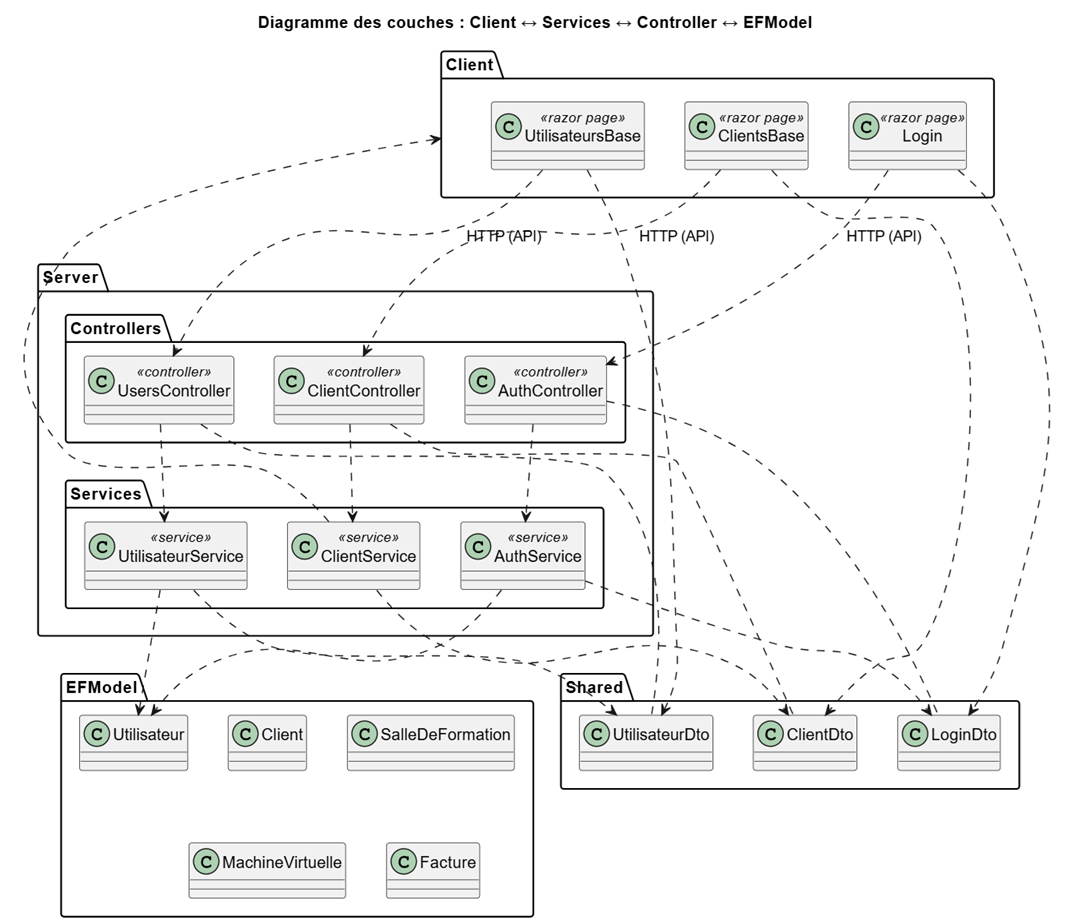 Diagramme des couches : Client ↔ Services ↔ Controller ↔ EFModel
Client
C «razor page»
UtilisateursBase
C «razor page»
ClientsBase
C «razor page»
Login
HTTP (API)
HTTP (API)
HTTP (API)
Server
Controllers
C «controller»
UsersController
C «controller»
ClientController
C «controller»
AuthController
Services
C «service»
UtilisateurService
C «service»
ClientService
C «service»
AuthService
EFModel
C Utilisateur
C Client
C SalleDeFormation
C MachineVirtuelle
C Facture
Shared
C UtilisateurDto
C ClientDto
C LoginDto